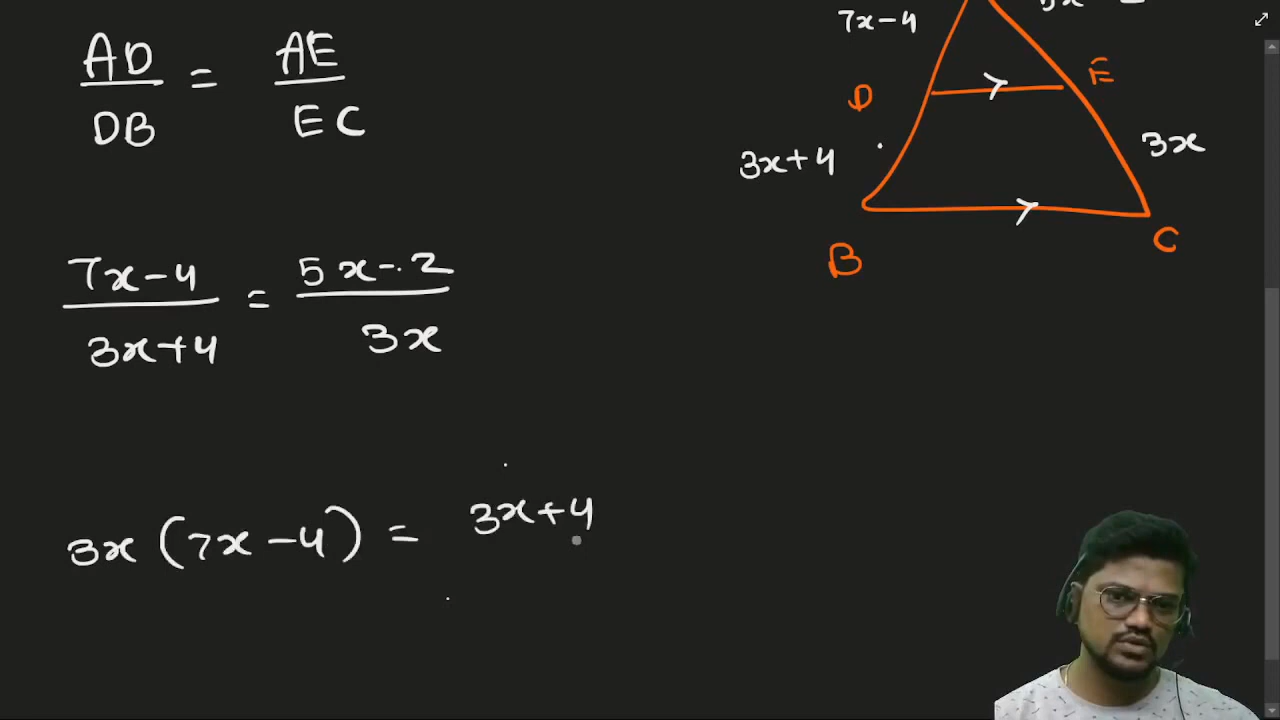 AD/DB = AE/EC
7x-4
E
D
3x+4
3x
B
C
7x-4/3x+4 = 5x-2/3x
3x(7x-4) = 3x+4